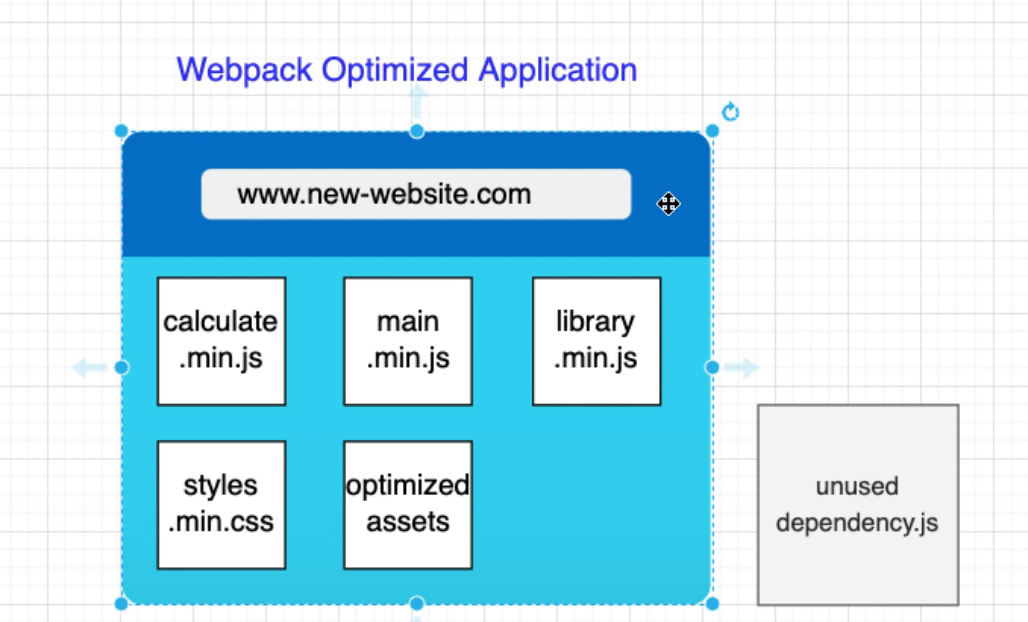 Webpack Optimized Application
www.new-website.com
calculate
.min.js
main
.min.js
library
.min.js
styles
.min.css
optimized
assets
unused
dependency.js